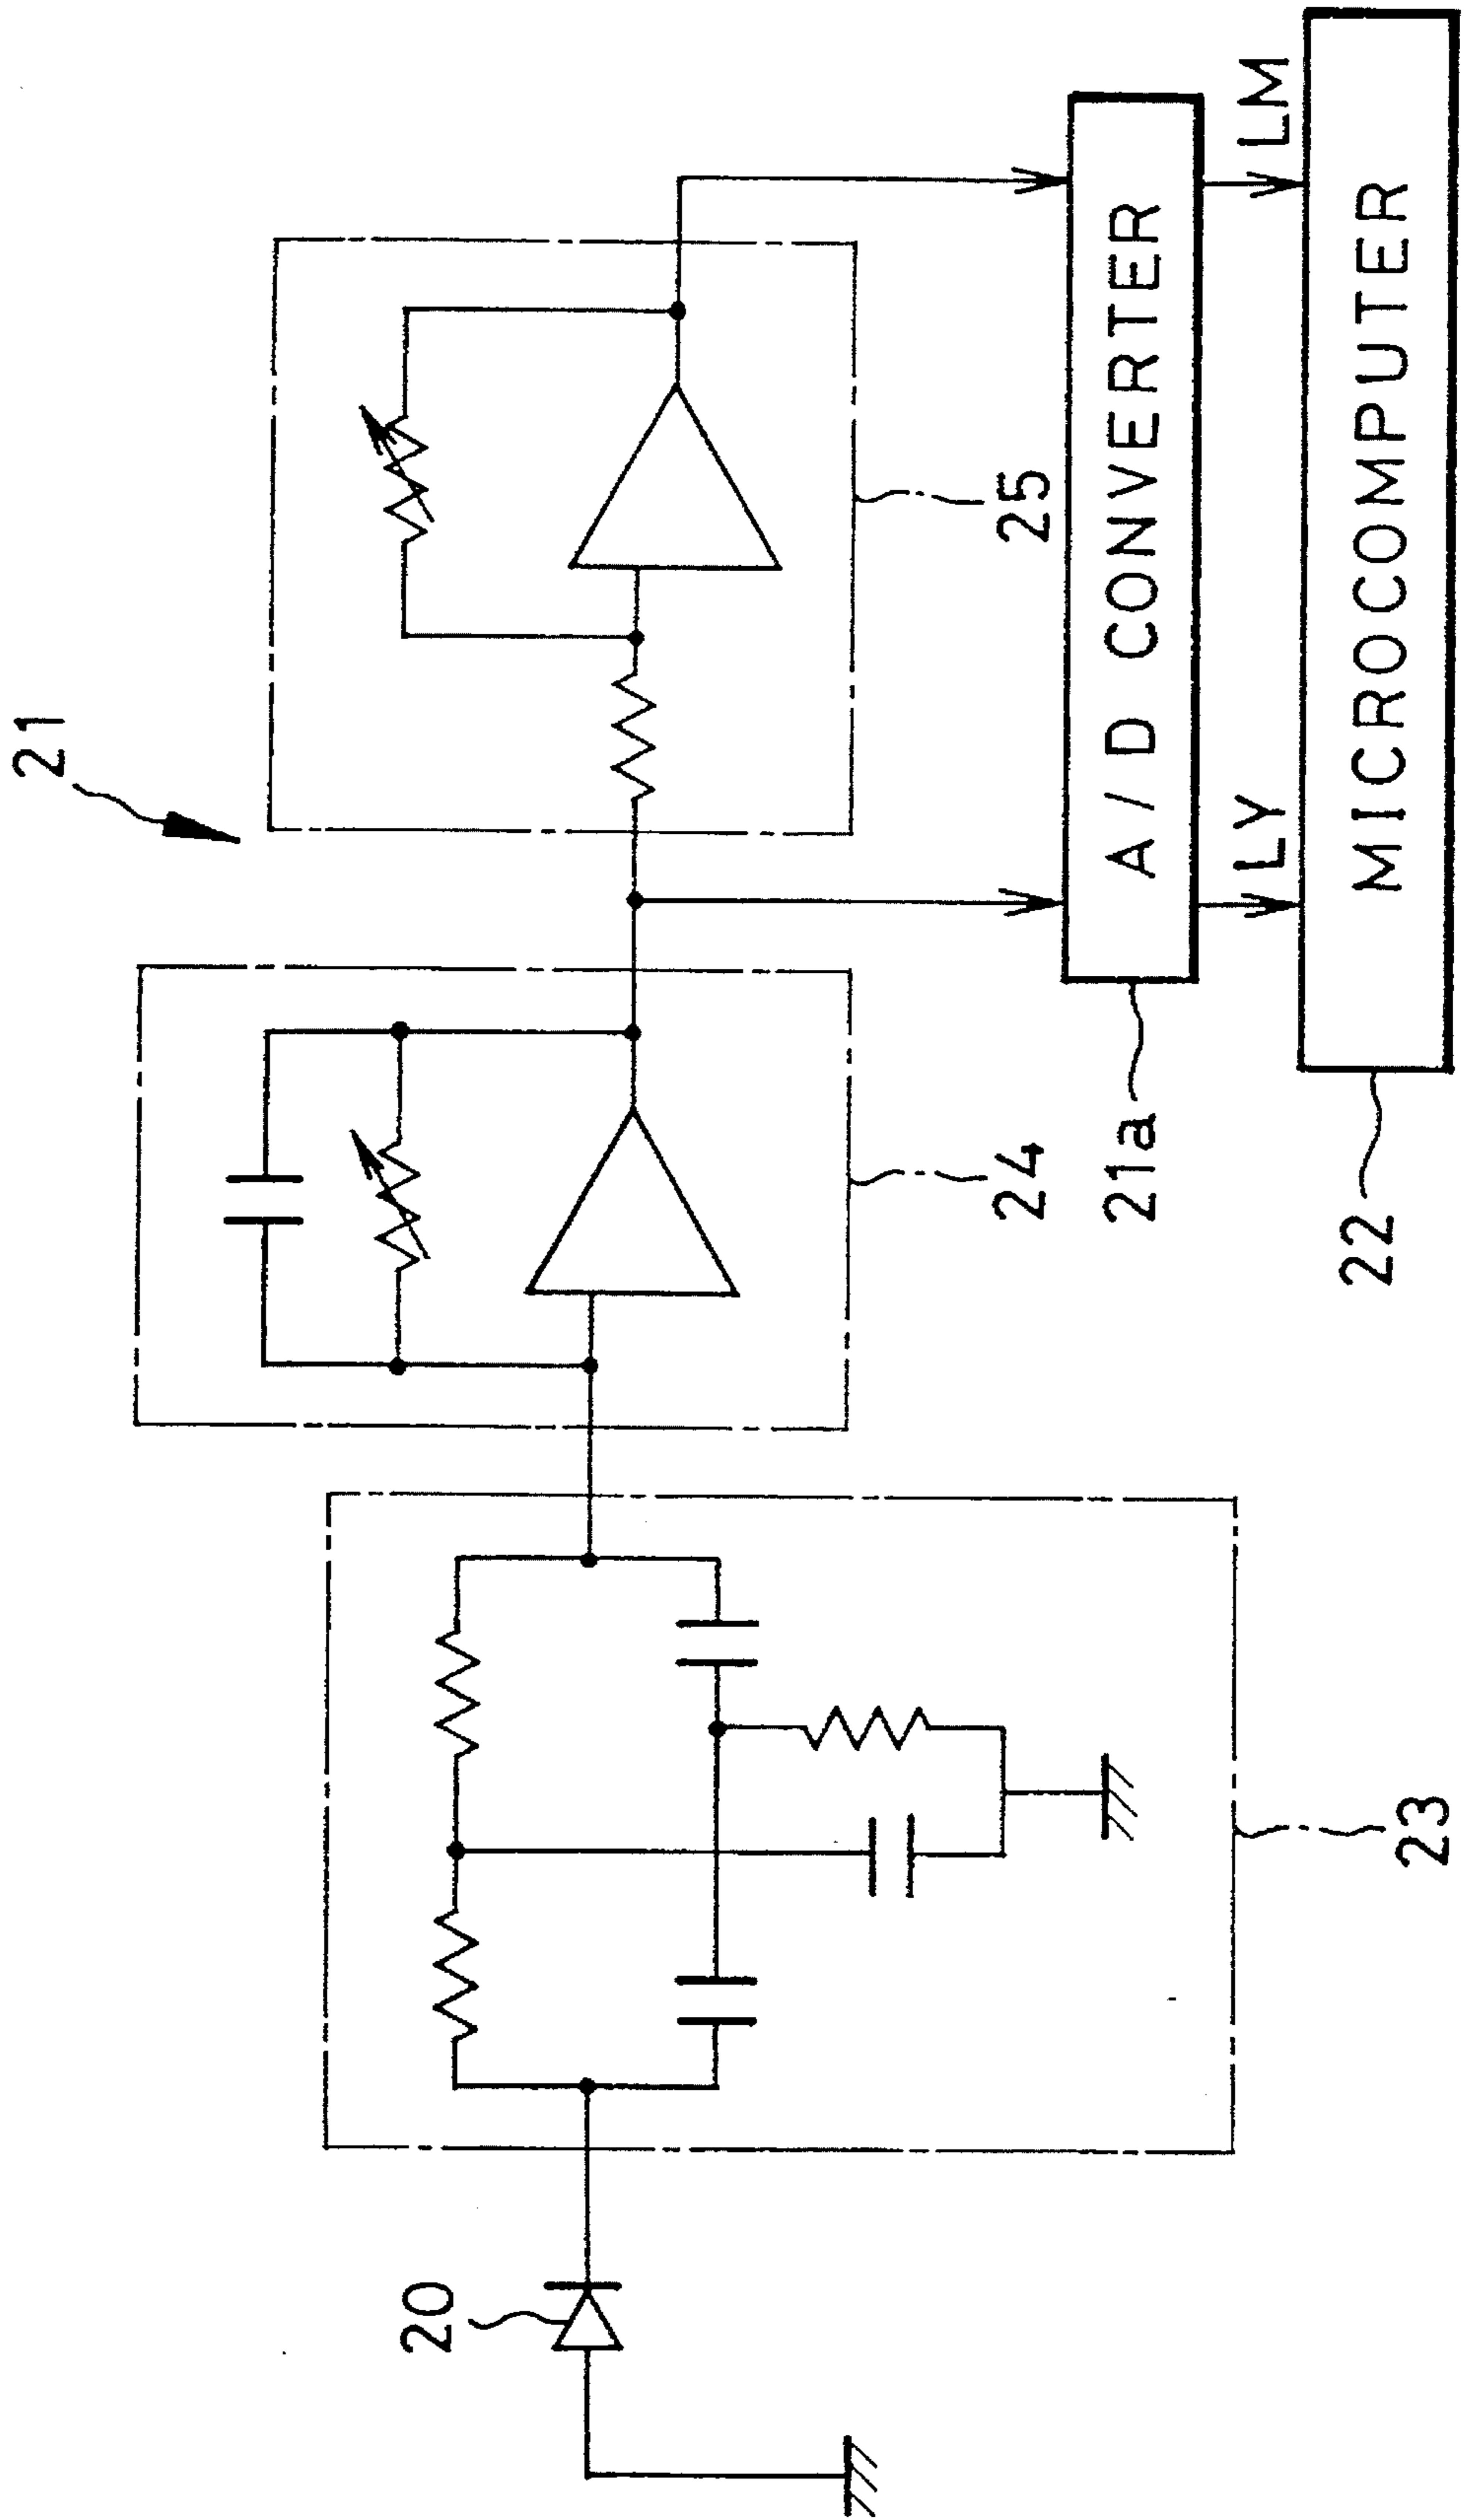 21
20
23
24
25
21a
A/D CONVERTER
LY
LM
22
MICROCOMPUTER